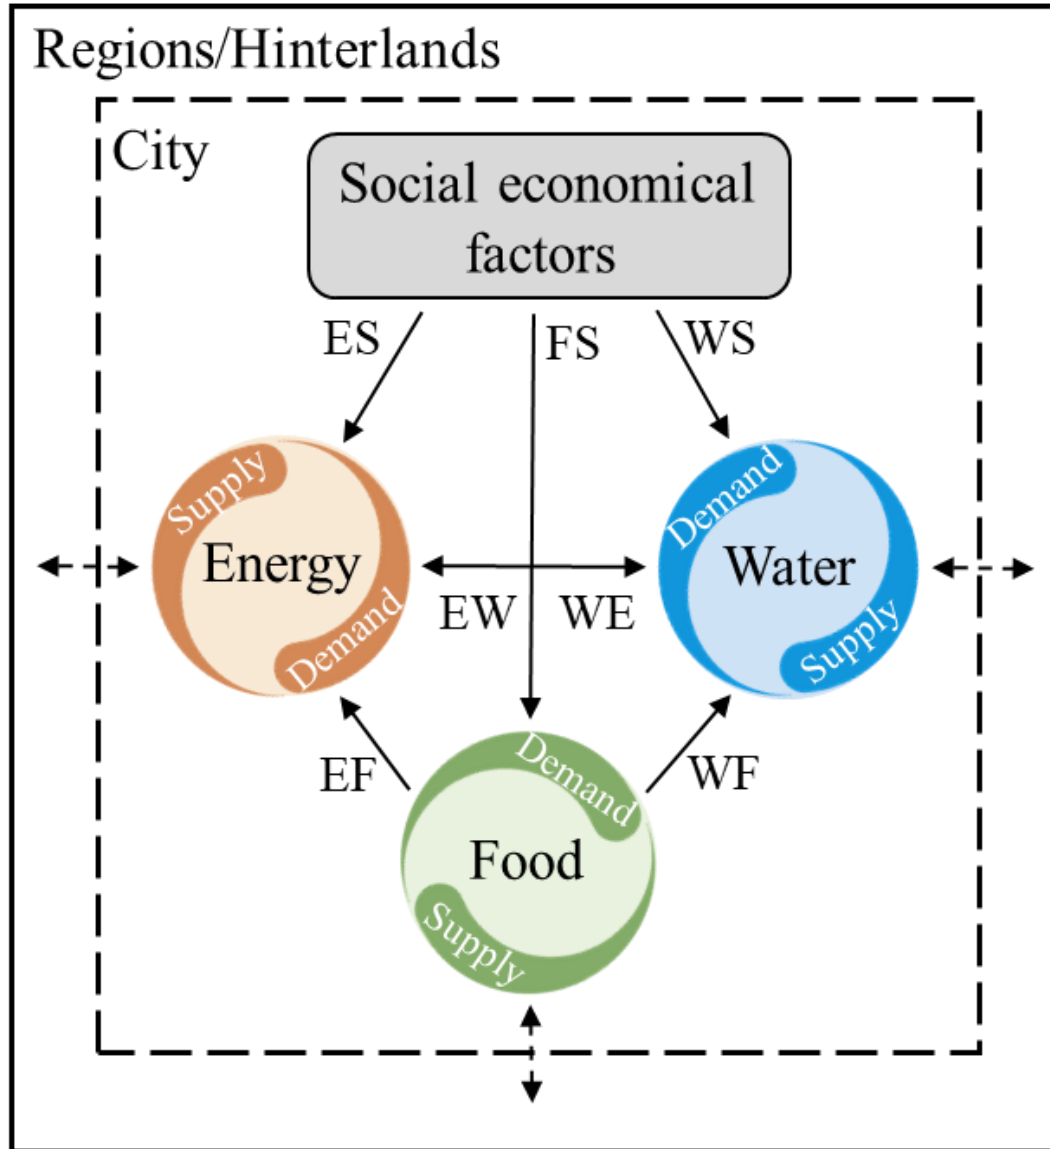 Regions/Hinterlands
City
Social economical
factors
ES
FS
WS
Supply
Energy
Demand
Demand
Water
Supply
EW
WE
EF
WF
Demand
Food
Supply